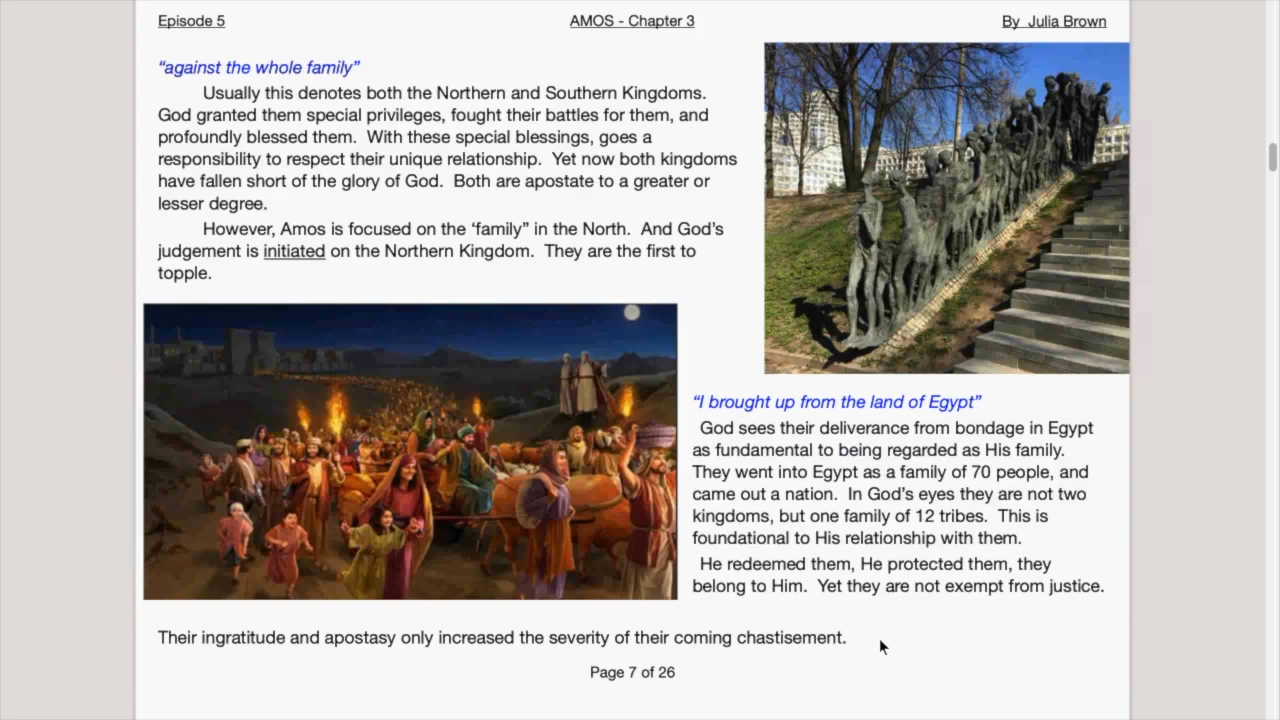 Episode 5
AMOS - Chapter 3
By Julia Brown
“against the whole family”
Usually this denotes both the Northern and Southern Kingdoms.
God granted them special privileges, fought their battles for them, and
profoundly blessed them. With these special blessings, goes a
responsibility to respect their unique relationship. Yet now both kingdoms
have fallen short of the glory of God. Both are apostate to a greater or
lesser degree.
However, Amos is focused on the ‘family” in the North. And God’s
judgement is initiated on the Northern Kingdom. They are the first to
topple.
“I brought up from the land of Egypt”
God sees their deliverance from bondage in Egypt
as fundamental to being regarded as His family.
They went into Egypt as a family of 70 people, and
came out a nation. In God’s eyes they are not two
kingdoms, but one family of 12 tribes. This is
foundational to His relationship with them.
He redeemed them, He protected them, they
belong to Him. Yet they are not exempt from justice.
Their ingratitude and apostasy only increased the severity of their coming chastisement.
Page 7 of 26